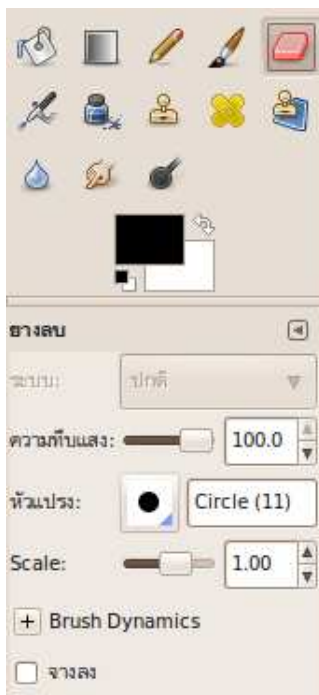 ยางลบ
ระบบ: ปกติ
ความทึบแสง: 100.0
หัวแปรง: Circle (11)
Scale: 1.00
Brush Dynamics
จางลง